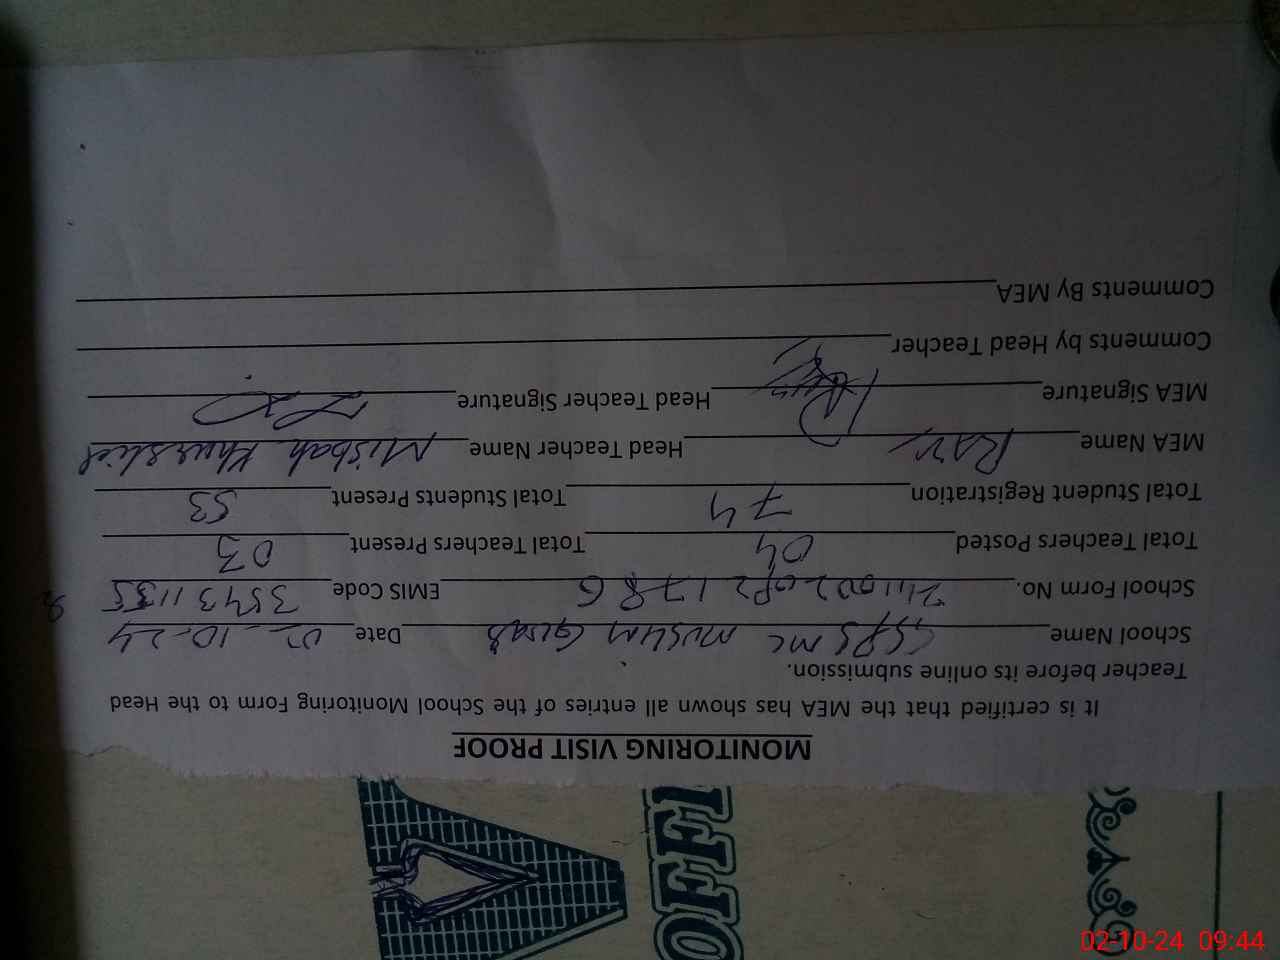 MONITORING VISIT PROOF
It is certified that the MEA has shown all entries of the School Monitoring Form to the Head
Teacher before its online submission.
School Name GGPS MC MUSLIM Date 02-10-24
School Form No. EMIS Code 35431135
Total Teachers Posted 04 Total Teachers Present 03
Total Student Registration 74 Total Students Present 53
MEA Name Head Teacher Name Misbah Khurshid
MEA Signature Head Teacher Signature
Comments by Head Teacher
Comments By MEA
02-10-24 09:44